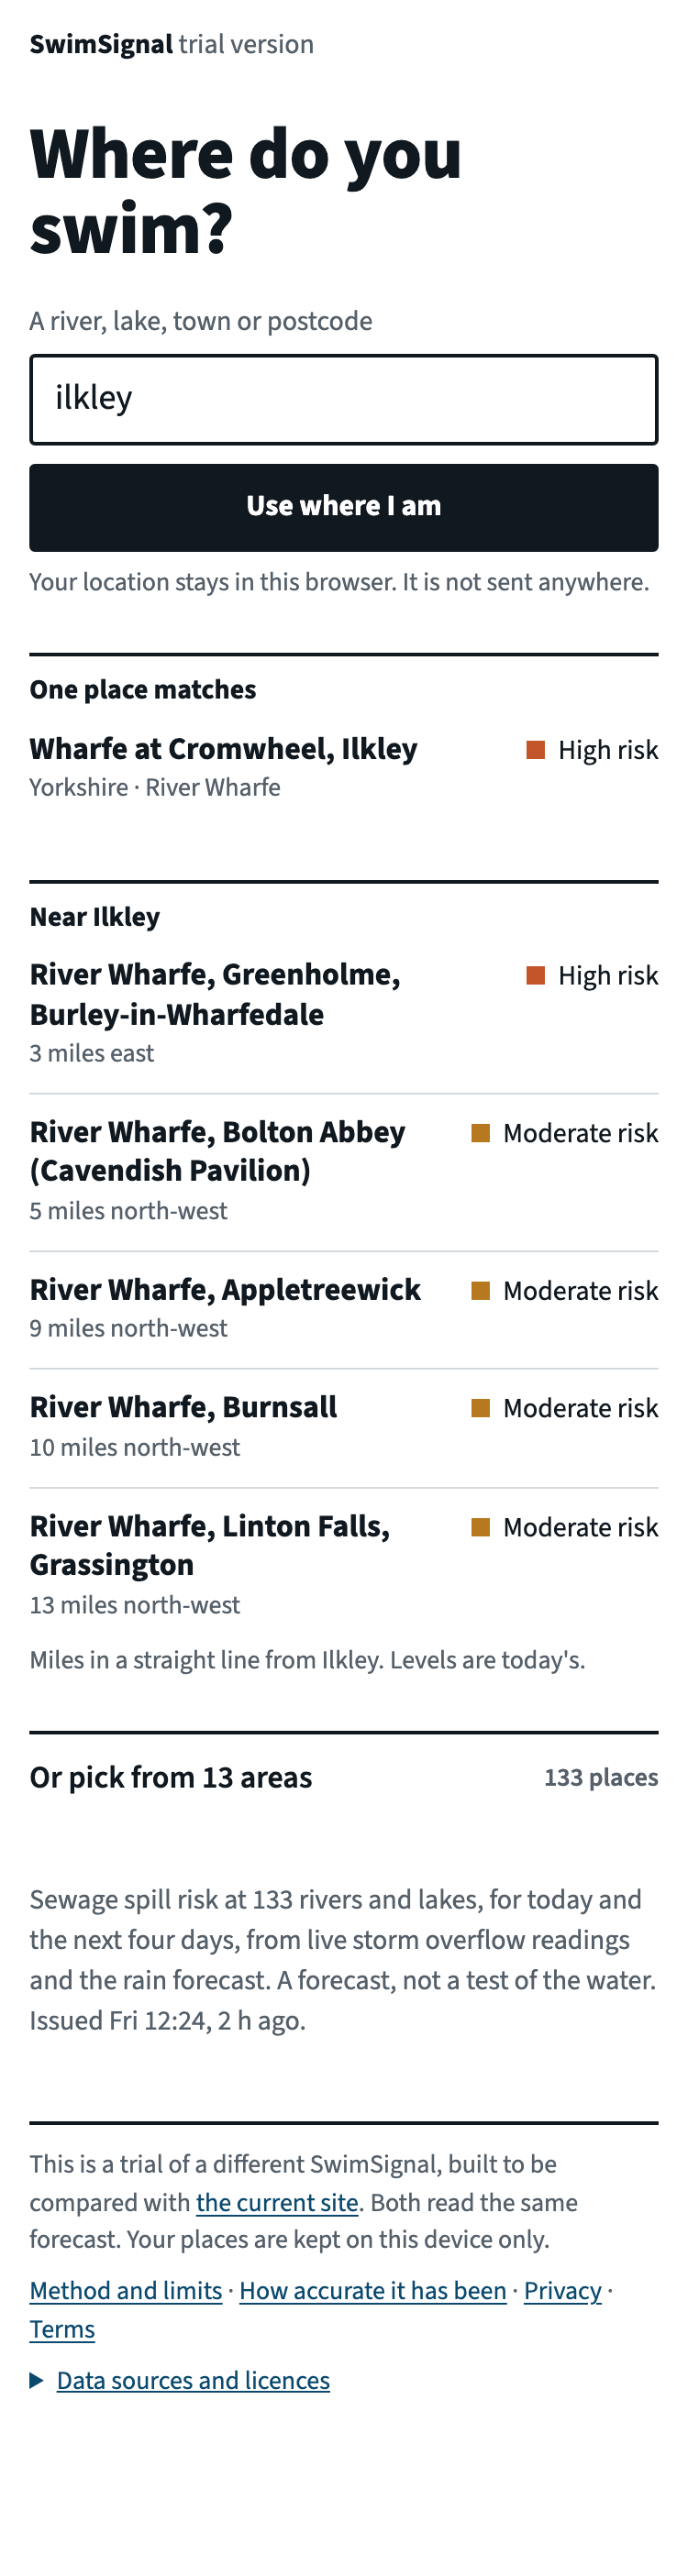 SwimSignal trial version
Where do you
swim?
A river, lake, town or postcode
ilkley
Use where I am
Your location stays in this browser. It is not sent anywhere.
One place matches
Wharfe at Cromwheel, Ilkley
High risk
Yorkshire · River Wharfe
Near Ilkley
River Wharfe, Greenholme,
Burley-in-Wharfedale
High risk
3 miles east
River Wharfe, Bolton Abbey
(Cavendish Pavilion)
Moderate risk
5 miles north-west
River Wharfe, Appletreewick
Moderate risk
9 miles north-west
River Wharfe, Burnsall
Moderate risk
10 miles north-west
River Wharfe, Linton Falls,
Grassington
Moderate risk
13 miles north-west
Miles in a straight line from Ilkley. Levels are today's.
Or pick from 13 areas
133 places
Sewage spill risk at 133 rivers and lakes, for today and
the next four days, from live storm overflow readings
and the rain forecast. A forecast, not a test of the water.
Issued Fri 12:24, 2 h ago.
This is a trial of a different SwimSignal, built to be
compared with the current site. Both read the same
forecast. Your places are kept on this device only.
Method and limits · How accurate it has been · Privacy ·
Terms
Data sources and licences